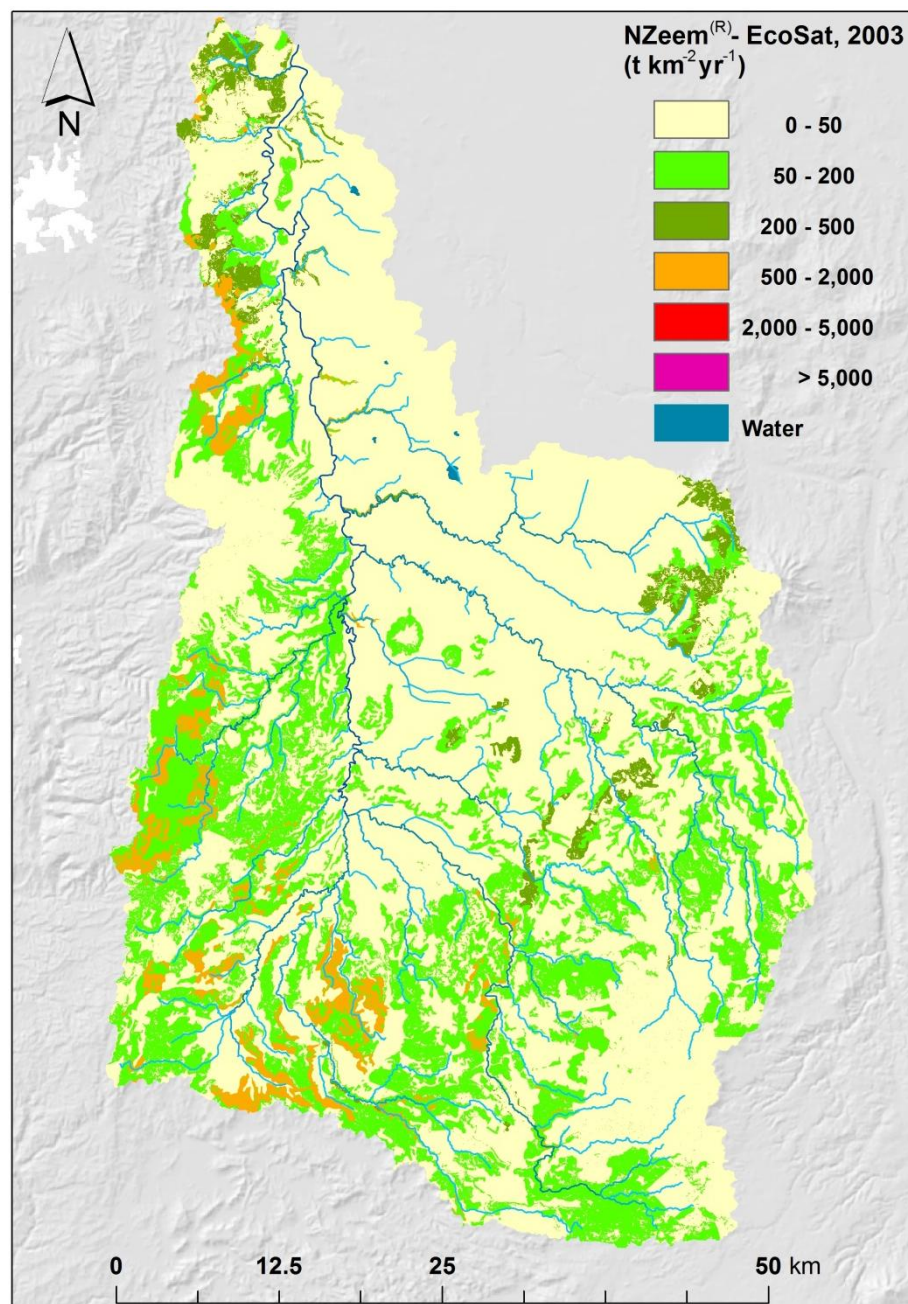 NZeem(R)- EcoSat, 2003
(t km-2yr-1)
N
0 - 50
50 - 200
200 - 500
500 - 2,000
2,000 - 5,000
> 5,000
Water
0 12.5 25 50 km